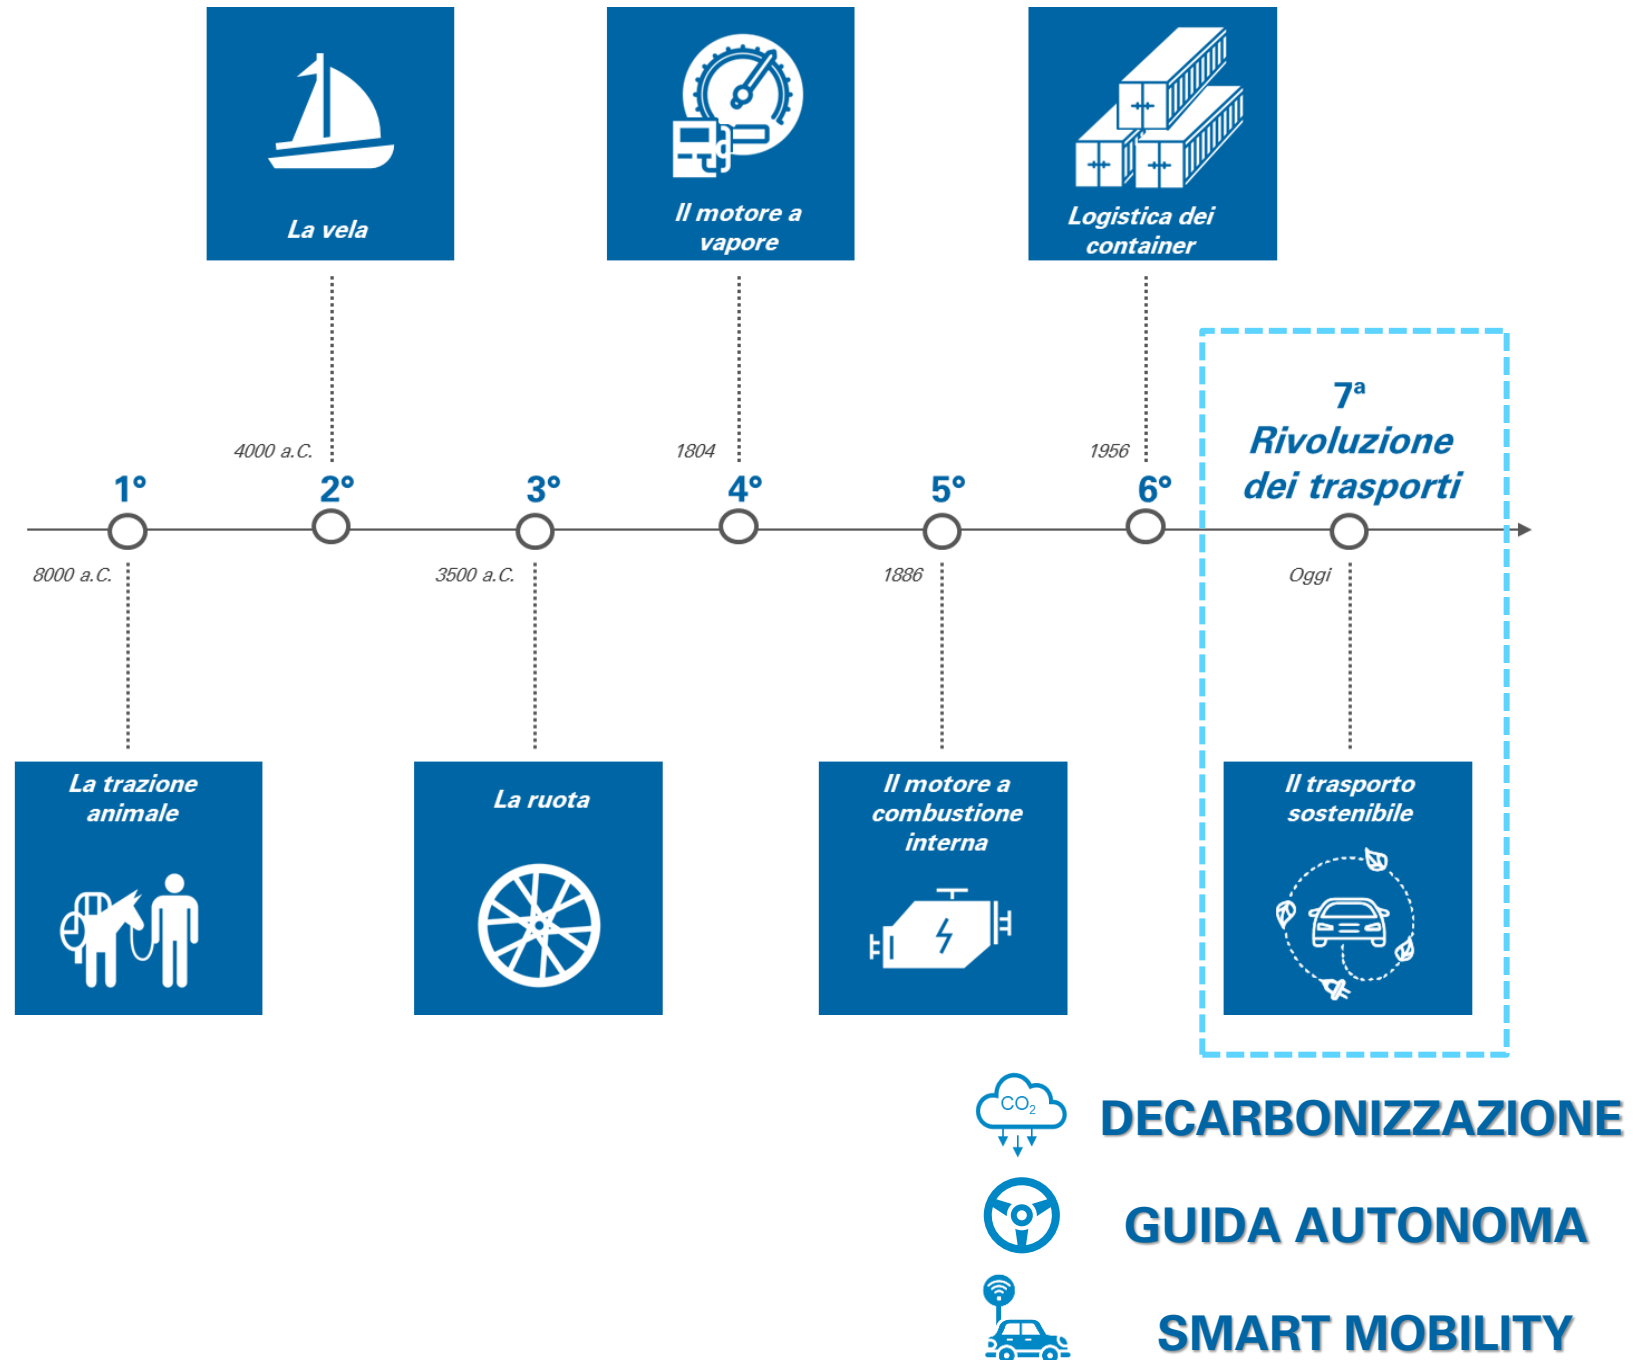 La vela
Il motore a
vapore
Logistica dei
container
4000 a.C.
1804
1956
7ª
Rivoluzione
dei trasporti
1°
2°
3°
4°
5°
6°
8000 a.C.
3500 a.C.
1886
Oggi
La trazione
animale
La ruota
Il motore a
combustione
interna
Il trasporto
sostenibile
CO₂
DECARBONIZZAZIONE
GUIDA AUTONOMA
SMART MOBILITY